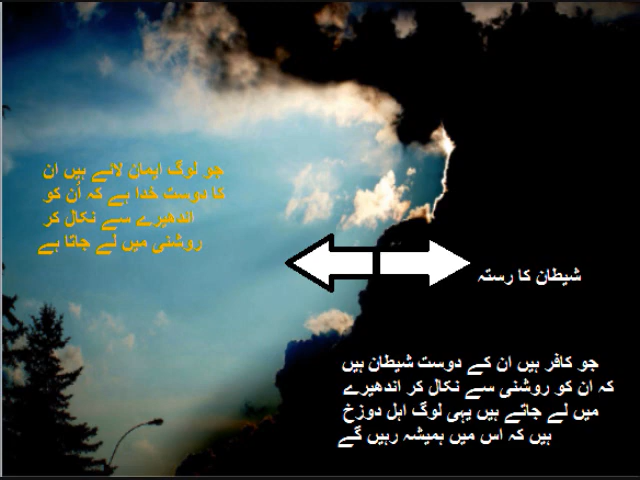 جو لوگ ایمان لائے ہیں ان
کا دوست خدا ہے کہ اُن کو
اندھیرے سے نکال کر
روشنی میں لے جاتا ہے
شیطان کا رستہ
جو کافر ہیں ان کے دوست شیطان ہیں
کہ ان کو روشنی سے نکال کر اندھیرے
میں لے جاتے ہیں یہی لوگ اہل دوزخ
ہیں کہ اس میں ہمیشہ رہیں گے